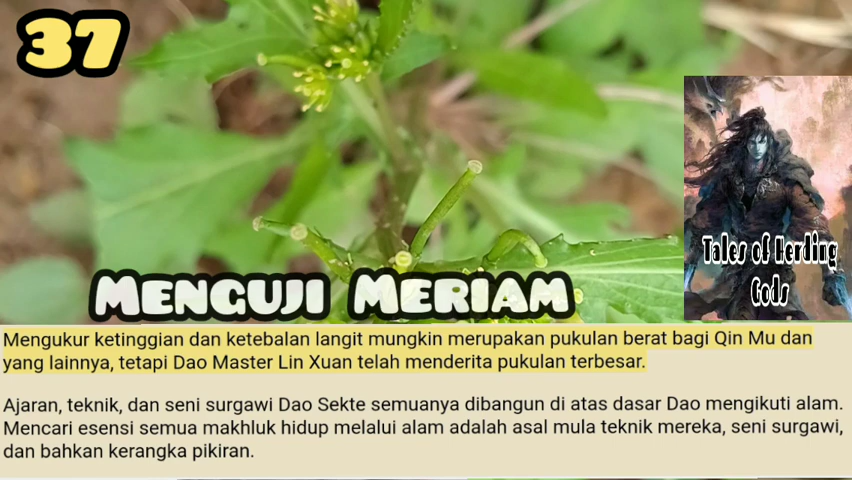 37
Tales of Herding
Gods
MENGUJI MERIAM
Mengukur ketinggian dan ketebalan langit mungkin merupakan pukulan berat bagi Qin Mu dan
yang lainnya, tetapi Dao Master Lin Xuan telah menderita pukulan terbesar.
Ajaran, teknik, dan seni surgawi Dao Sekte semuanya dibangun di atas dasar Dao mengikuti alam.
Mencari esensi semua makhluk hidup melalui alam adalah asal mula teknik mereka, seni surgawi,
dan bahkan kerangka pikiran.